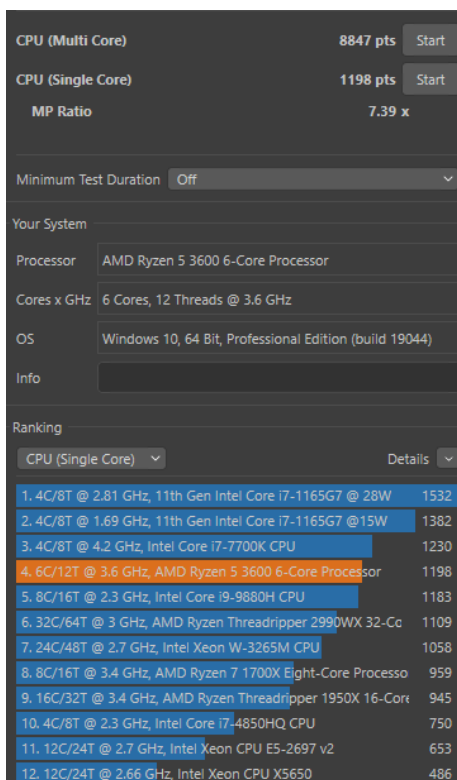 CPU (Multi Core) 8847 pts Start
CPU (Single Core) 1198 pts Start
MP Ratio 7.39 x
Minimum Test Duration Off
Your System
Processor AMD Ryzen 5 3600 6-Core Processor
Cores x GHz 6 Cores, 12 Threads @ 3.6 GHz
OS Windows 10, 64 Bit, Professional Edition (build 19044)
Info
Ranking
CPU (Single Core) Details
1. 4C/8T @ 2.81 GHz, 11th Gen Intel Core i7-1165G7 @ 28W 1532
2. 4C/8T @ 1.69 GHz, 11th Gen Intel Core i7-1165G7 @15W 1382
3. 4C/8T @ 4.2 GHz, Intel Core i7-7700K CPU 1230
4. 6C/12T @ 3.6 GHz, AMD Ryzen 5 3600 6-Core Processor 1198
5. 8C/16T @ 2.3 GHz, Intel Core i9-9880H CPU 1183
6. 32C/64T @ 3 GHz, AMD Ryzen Threadripper 2990WX 32-Co 1109
7. 24C/48T @ 2.7 GHz, Intel Xeon W-3265M CPU 1058
8. 8C/16T @ 3.4 GHz, AMD Ryzen 7 1700X Eight-Core Processo 959
9. 16C/32T @ 3.4 GHz, AMD Ryzen Threadripper 1950X 16-Core 945
10. 4C/8T @ 2.3 GHz, Intel Core i7-4850HQ CPU 750
11. 12C/24T @ 2.7 GHz, Intel Xeon CPU E5-2697 v2 653
12. 12C/24T @ 2.66 GHz, Intel Xeon CPU X5650 486